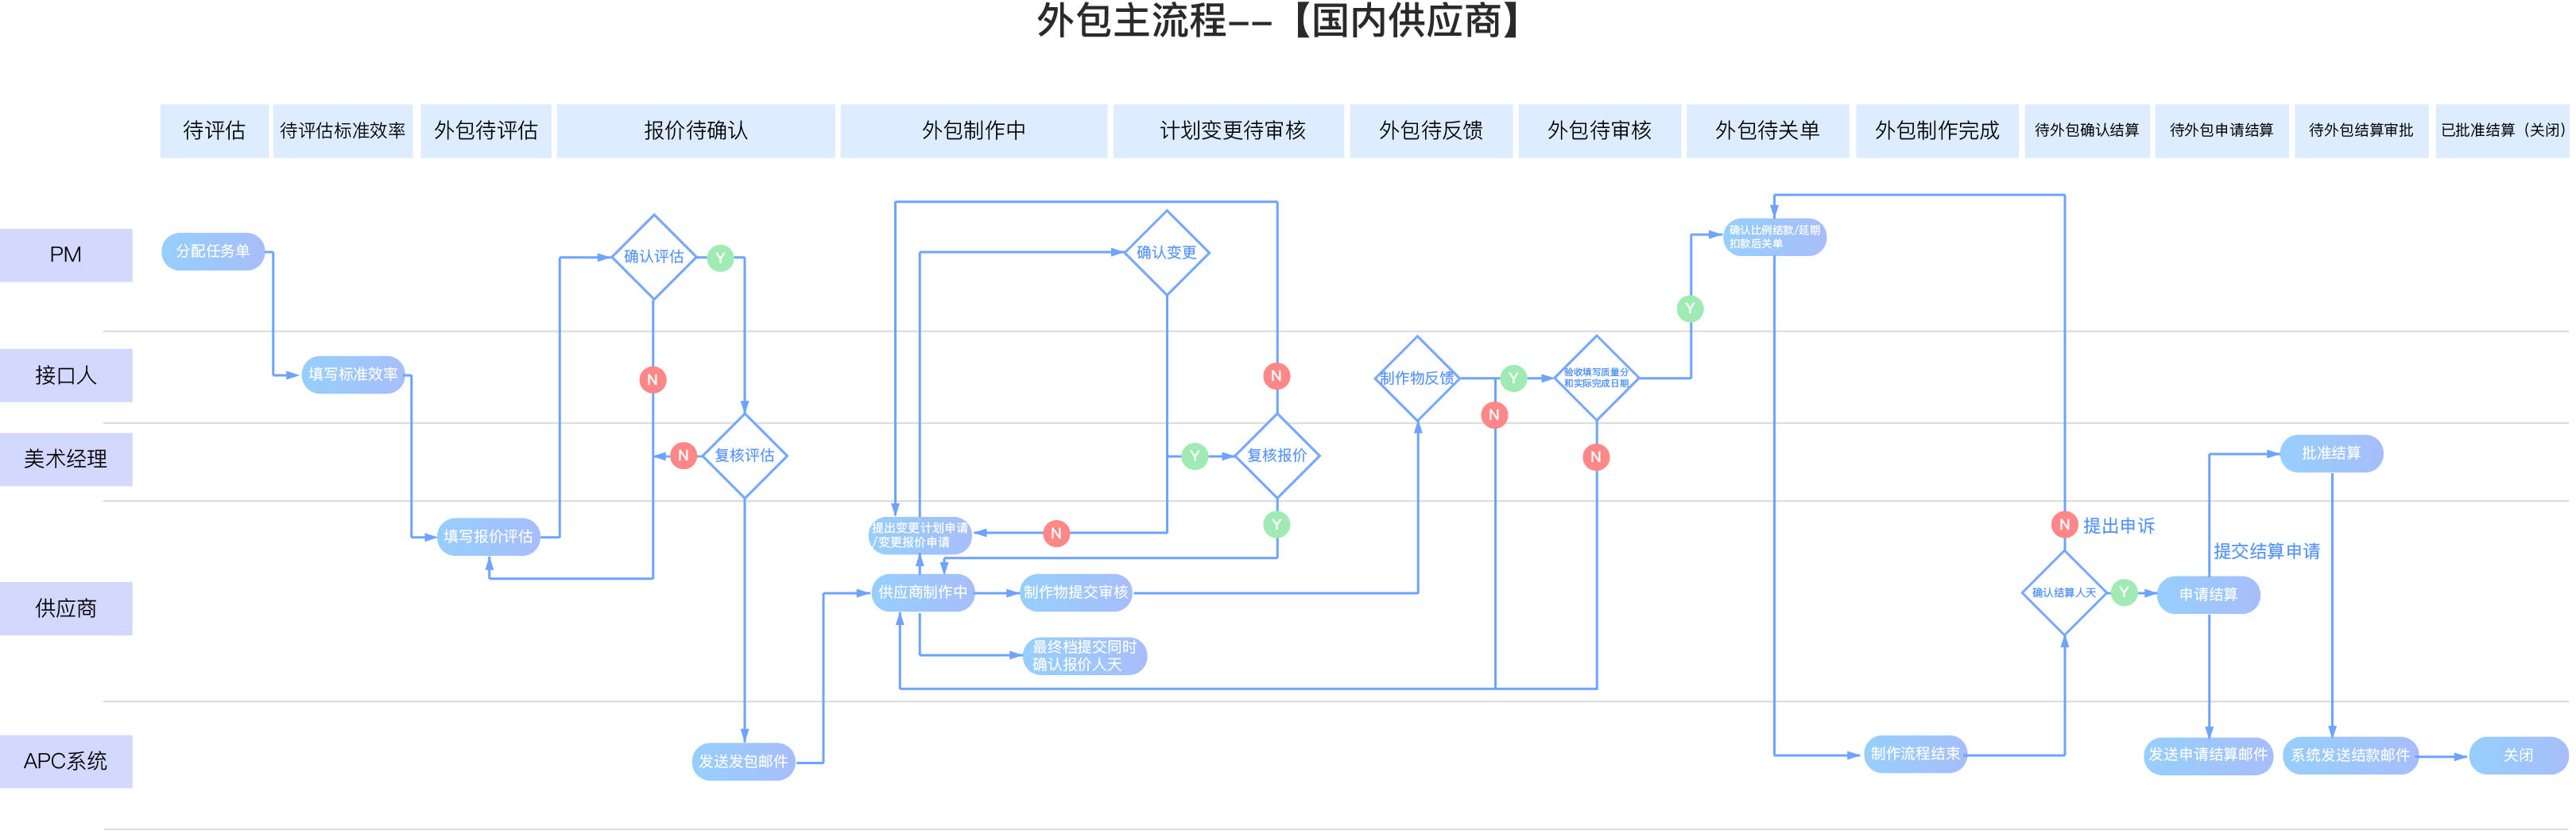 外包主流程--【国内供应商】
待评估
待评估标准效率
外包待评估
报价待确认
外包制作中
计划变更待审核
外包待反馈
外包待审核
外包待关单
外包制作完成
待外包确认结算
待外包申请结算
待外包结算审批
已批准结算（关闭）
PM
分配任务单
确认评估
Y
确认变更
确认比例结款/延期
扣款后关单
Y
接口人
填写标准效率
N
N
制作物反馈
Y
验收填写质量分
和实际完成日期
N
美术经理
N
复核评估
Y
复核报价
N
批准结算
填写报价评估
提出变更计划申请
/变更报价申请
N
Y
N
提出申诉
提交结算申请
供应商
供应商制作中
制作物提交审核
确认结算人天
Y
申请结算
最终档提交同时
确认报价人天
APC系统
发送发包邮件
制作流程结束
发送申请结算邮件
系统发送结款邮件
关闭